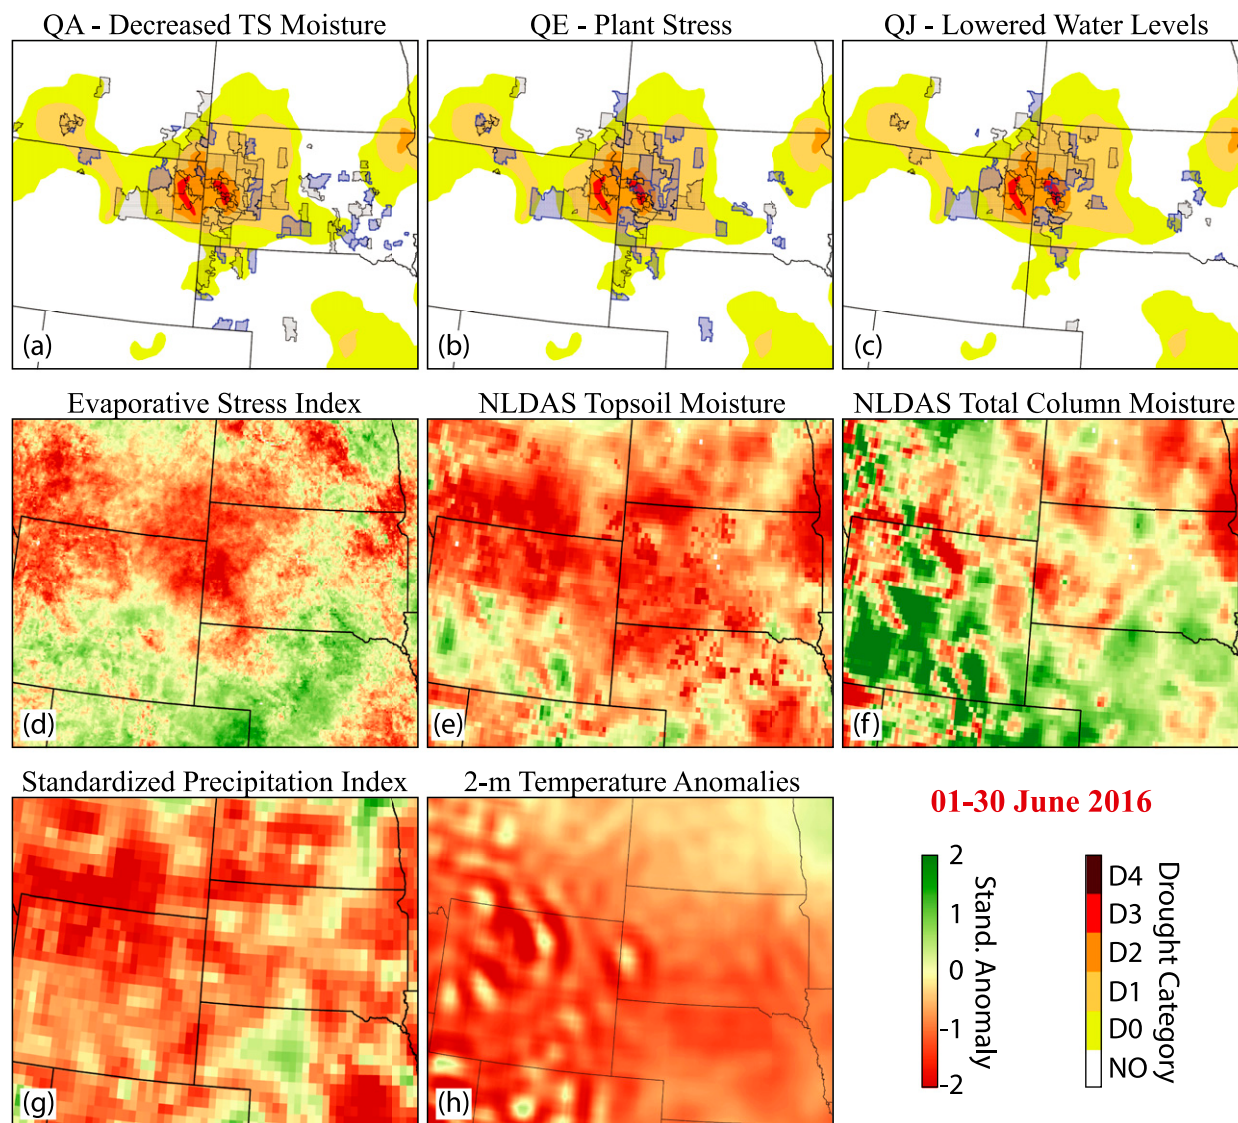 QA - Decreased TS Moisture
QE - Plant Stress
QJ - Lowered Water Levels
(a)
(b)
(c)
Evaporative Stress Index
NLDAS Topsoil Moisture
NLDAS Total Column Moisture
(d)
(e)
(f)
Standardized Precipitation Index
2-m Temperature Anomalies
(g)
(h)
01-30 June 2016
2
1
0
-1
-2
Stand. Anomaly
D4
D3
D2
D1
D0
NO
Drought Category